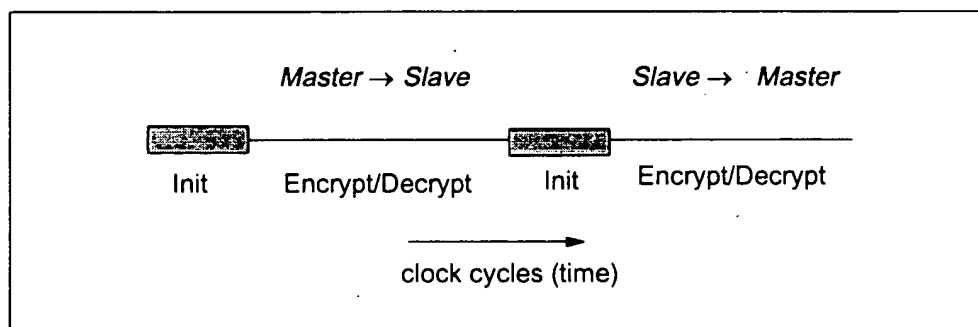 Master → Slave Slave → Master
Init Encrypt/Decrypt Init Encrypt/Decrypt
clock cycles (time)